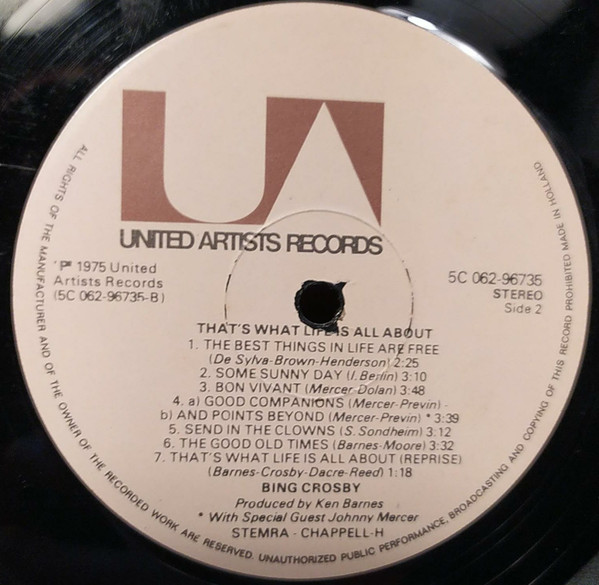 UA
UNITED ARTISTS RECORDS
℗ 1975 United
Artists Records
(5C 062-96735-B)
5C 062-96735
STEREO
Side 2
THAT'S WHAT LIFE IS ALL ABOUT
1. THE BEST THINGS IN LIFE ARE FREE
(De Sylva-Brown-Henderson) 2:25
2. SOME SUNNY DAY (I. Berlin) 3:10
3. BON VIVANT (Mercer-Dolan) 3:48
4. a) GOOD COMPANIONS (Mercer-Previn) -
b) AND POINTS BEYOND (Mercer-Previn) * 3:39
5. SEND IN THE CLOWNS (S. Sondheim) 3:12
6. THE GOOD OLD TIMES (Barnes-Moore) 3:32
7. THAT'S WHAT LIFE IS ALL ABOUT (REPRISE)
(Barnes-Crosby-Dacre-Reed) 1:18
BING CROSBY
Produced by Ken Barnes
* With Special Guest Johnny Mercer
STEMRA - CHAPPELL-H
ALL RIGHTS OF THE MANUFACTURER AND OF THE OWNER OF THE RECORDED WORK ARE RESERVED. UNAUTHORIZED PUBLIC PERFORMANCE, BROADCASTING AND COPYING OF THIS RECORD PROHIBITED MADE IN HOLLAND